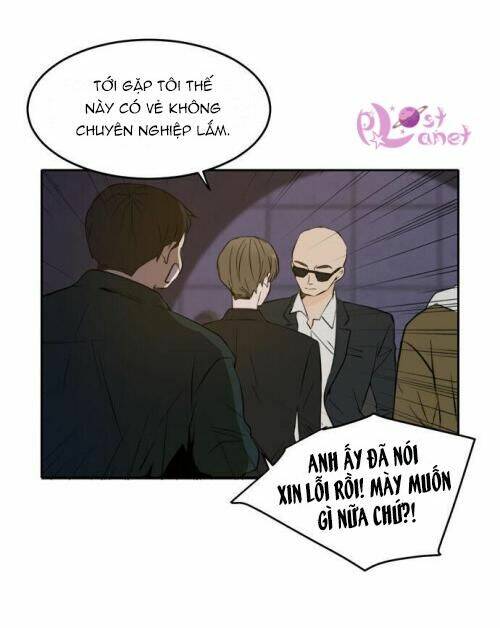 TỚI GẶP TÔI THẾ
NÀY CÓ VẺ KHÔNG
CHUYÊN NGHIỆP LẮM.
Lost
Planet
ANH ẤY ĐÃ NÓI
XIN LỖI RỒI! MÀY MUỐN
GÌ NỮA CHỨ?!